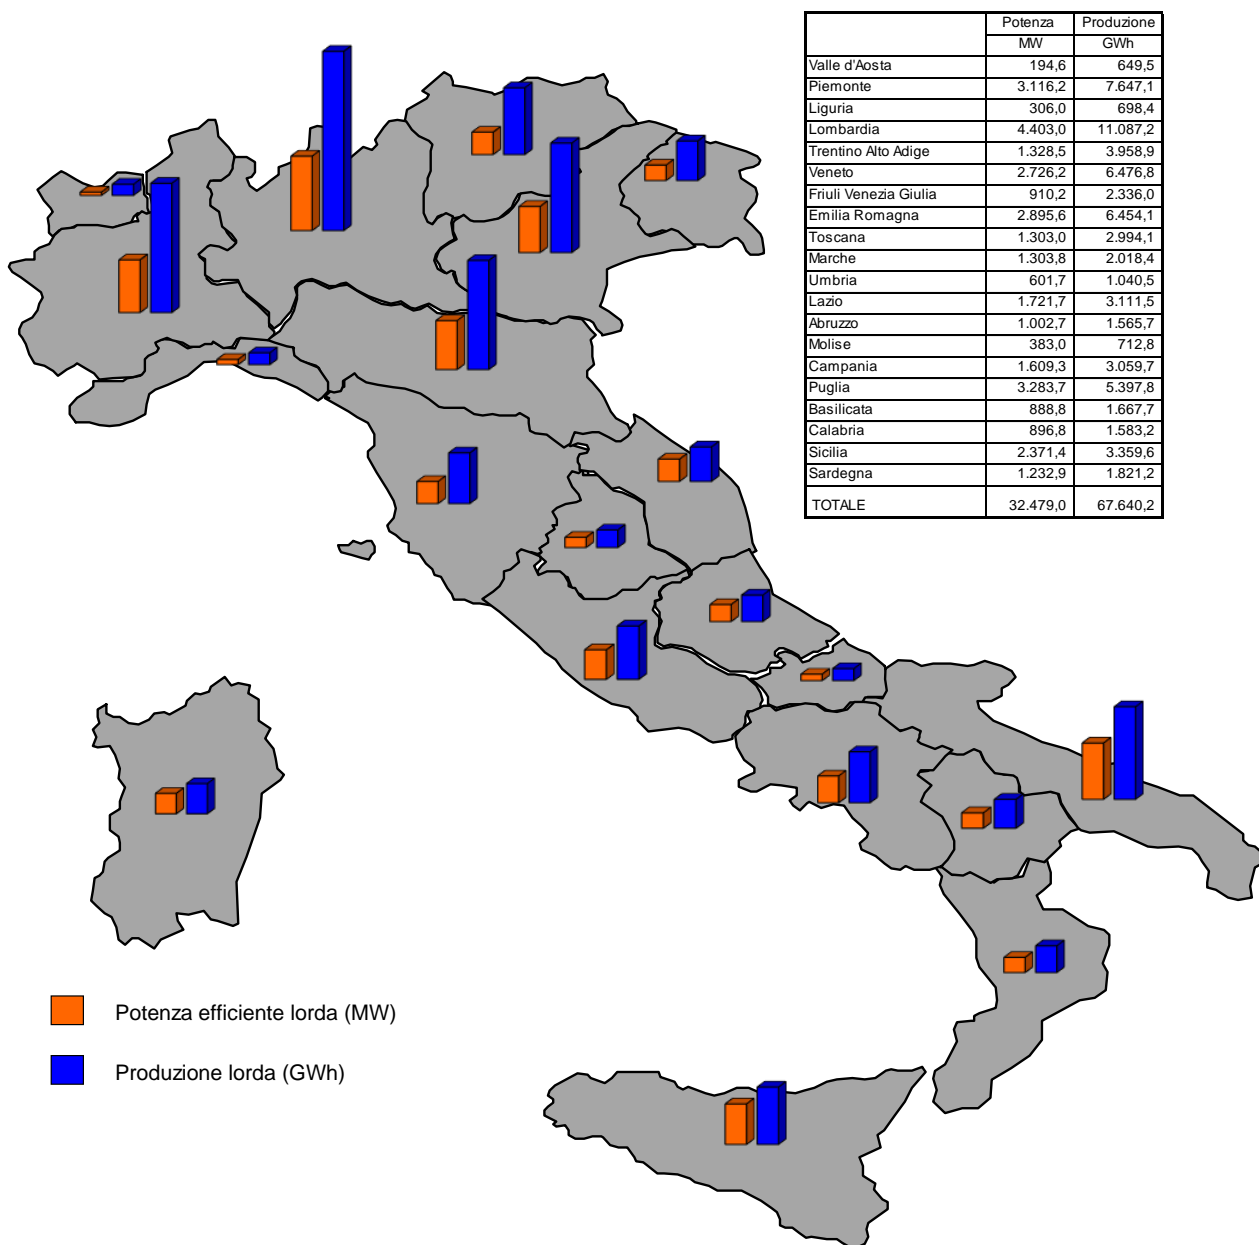 Potenza Produzione
MW GWh
Valle d'Aosta 194,6 649,5
Piemonte 3.116,2 7.647,1
Liguria 306,0 698,4
Lombardia 4.403,0 11.087,2
Trentino Alto Adige 1.328,5 3.958,9
Veneto 2.726,2 6.476,8
Friuli Venezia Giulia 910,2 2.336,0
Emilia Romagna 2.895,6 6.454,1
Toscana 1.303,0 2.994,1
Marche 1.303,8 2.018,4
Umbria 601,7 1.040,5
Lazio 1.721,7 3.111,5
Abruzzo 1.002,7 1.565,7
Molise 383,0 712,8
Campania 1.609,3 3.059,7
Puglia 3.283,7 5.397,8
Basilicata 888,8 1.667,7
Calabria 896,8 1.583,2
Sicilia 2.371,4 3.359,6
Sardegna 1.232,9 1.821,2
TOTALE 32.479,0 67.640,2
Potenza efficiente lorda (MW)
Produzione lorda (GWh)